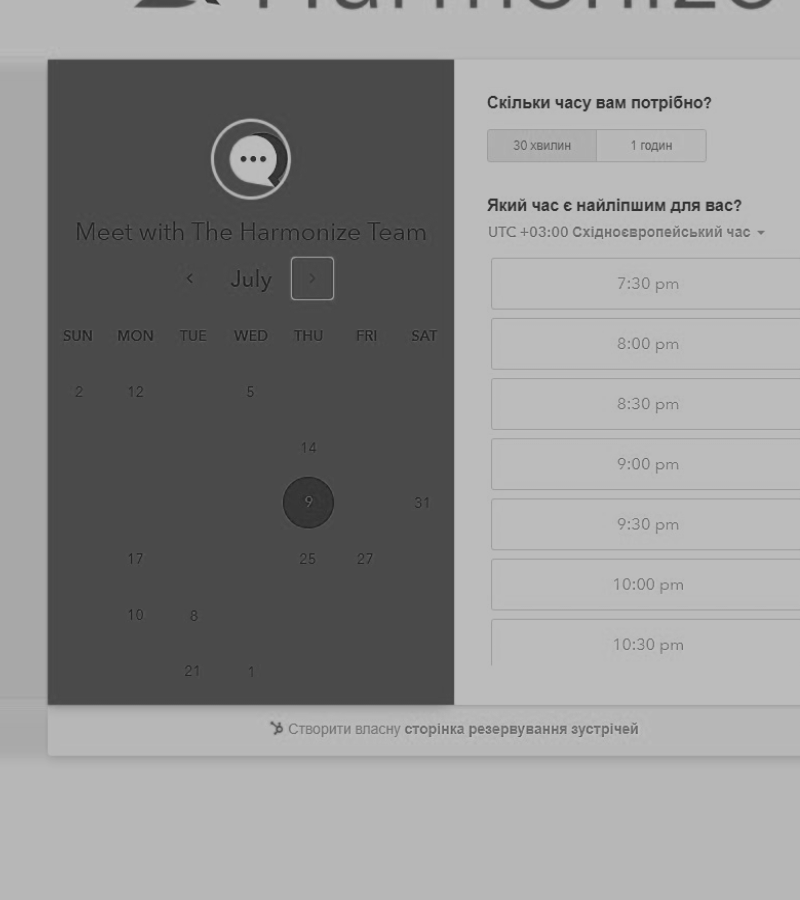 Harmonize
Meet with The Harmonize Team
July
SUN MON TUE WED THU FRI SAT
2 12 5
14
9 31
17 25 27
10 8
21 1
Скільки часу вам потрібно?
30 хвилин 1 годин
Який час є найліпшим для вас?
UTC +03:00 Східноєвропейський час
7:30 pm
8:00 pm
8:30 pm
9:00 pm
9:30 pm
10:00 pm
10:30 pm
Створити власну сторінка резервування зустрічей